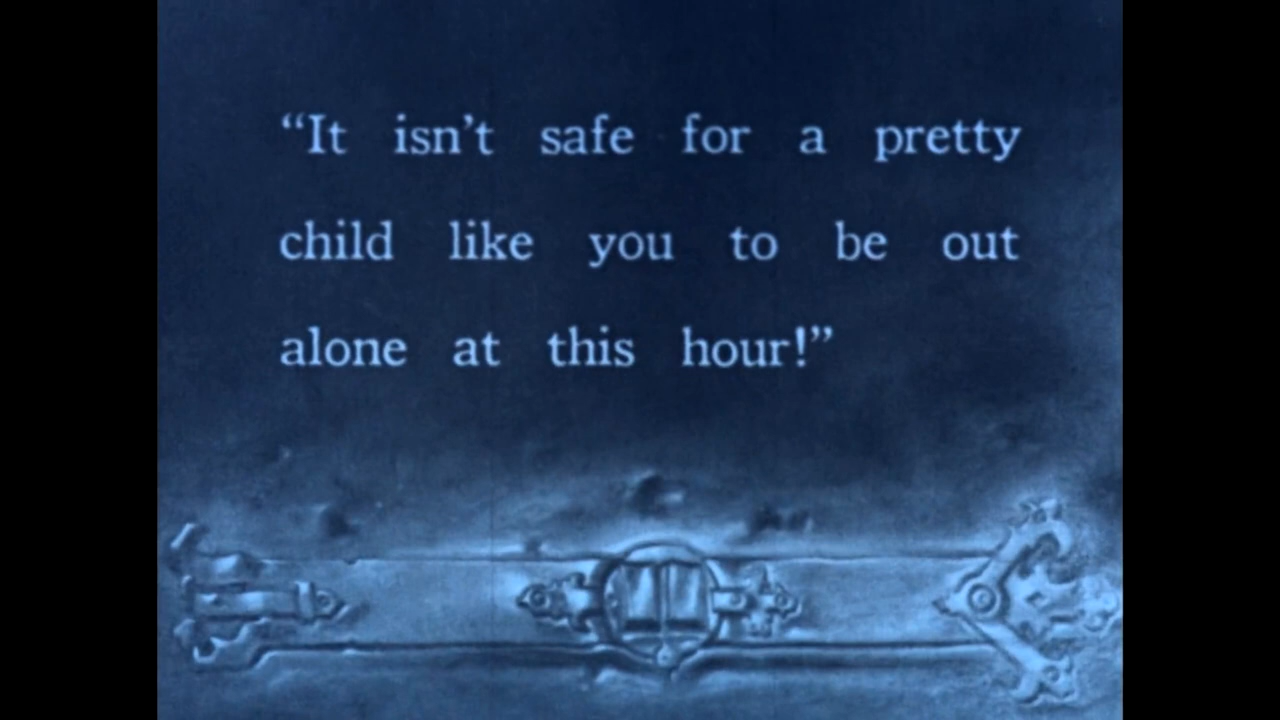 “It isn’t safe for a pretty
child like you to be out
alone at this hour!”